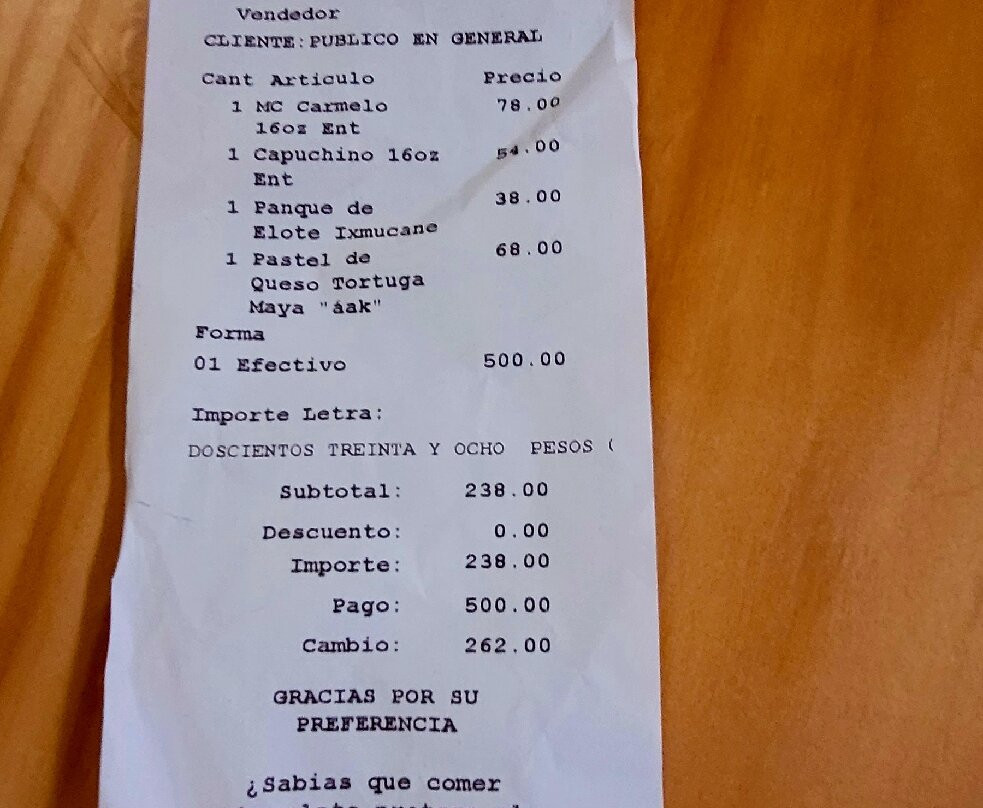 Vendedor
CLIENTE:PUBLICO EN GENERAL
Cant Articulo Precio
1 MC Carmelo 78.00
16oz Ent
1 Capuchino 16oz 54.00
Ent
1 Panque de 38.00
Elote Ixmucane
1 Pastel de 68.00
Queso Tortuga
Maya "áak"
Forma
01 Efectivo 500.00
Importe Letra:
DOSCIENTOS TREINTA Y OCHO PESOS (
Subtotal: 238.00
Descuento: 0.00
Importe: 238.00
Pago: 500.00
Cambio: 262.00
GRACIAS POR SU
PREFERENCIA
¿Sabias que comer